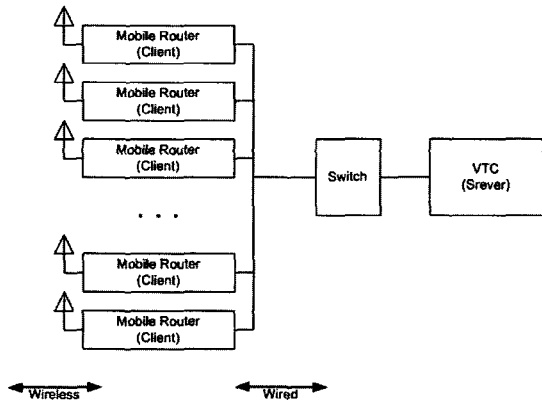 Mobile Router
(Client)
Mobile Router
(Client)
Mobile Router
(Client)
. . .
Mobile Router
(Client)
Mobile Router
(Client)
Switch
VTC
(Srever)
Wireless
Wired